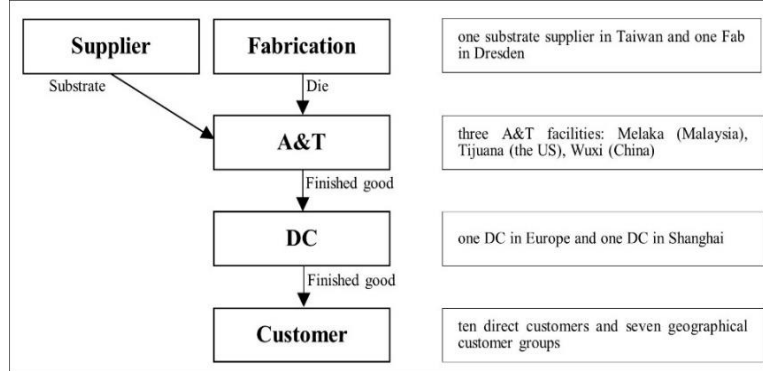 Supplier
Fabrication
one substrate supplier in Taiwan and one Fab
in Dresden
Substrate
Die
A&T
three A&T facilities: Melaka (Malaysia),
Tijuana (the US), Wuxi (China)
Finished good
DC
one DC in Europe and one DC in Shanghai
Finished good
Customer
ten direct customers and seven geographical
customer groups